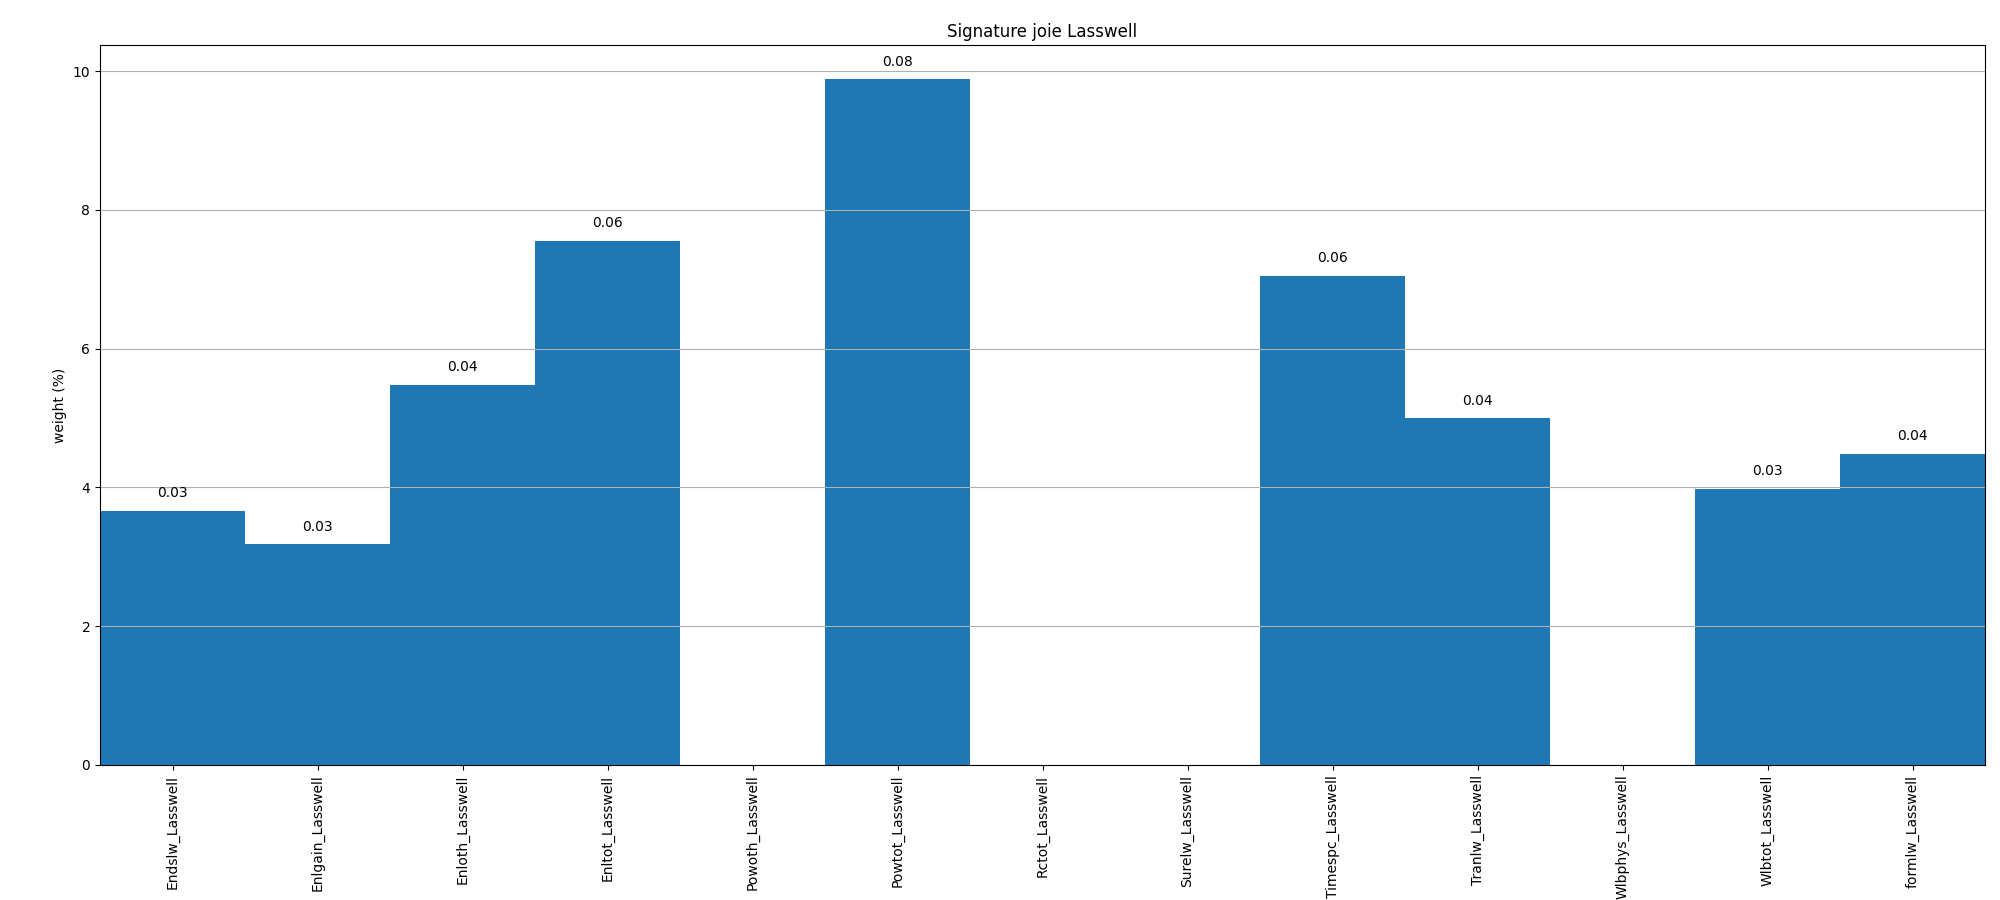 Signature joie Lasswell
weight (%)
10
8
6
4
2
0
0.03
0.03
0.04
0.06
0.08
0.06
0.04
0.03
0.04
Endslw_Lasswell
Enlgain_Lasswell
Enloth_Lasswell
Enltot_Lasswell
Powoth_Lasswell
Powtot_Lasswell
Rctot_Lasswell
Surelw_Lasswell
Timespc_Lasswell
Tranlw_Lasswell
Wlbphys_Lasswell
Wlbtot_Lasswell
formlw_Lasswell